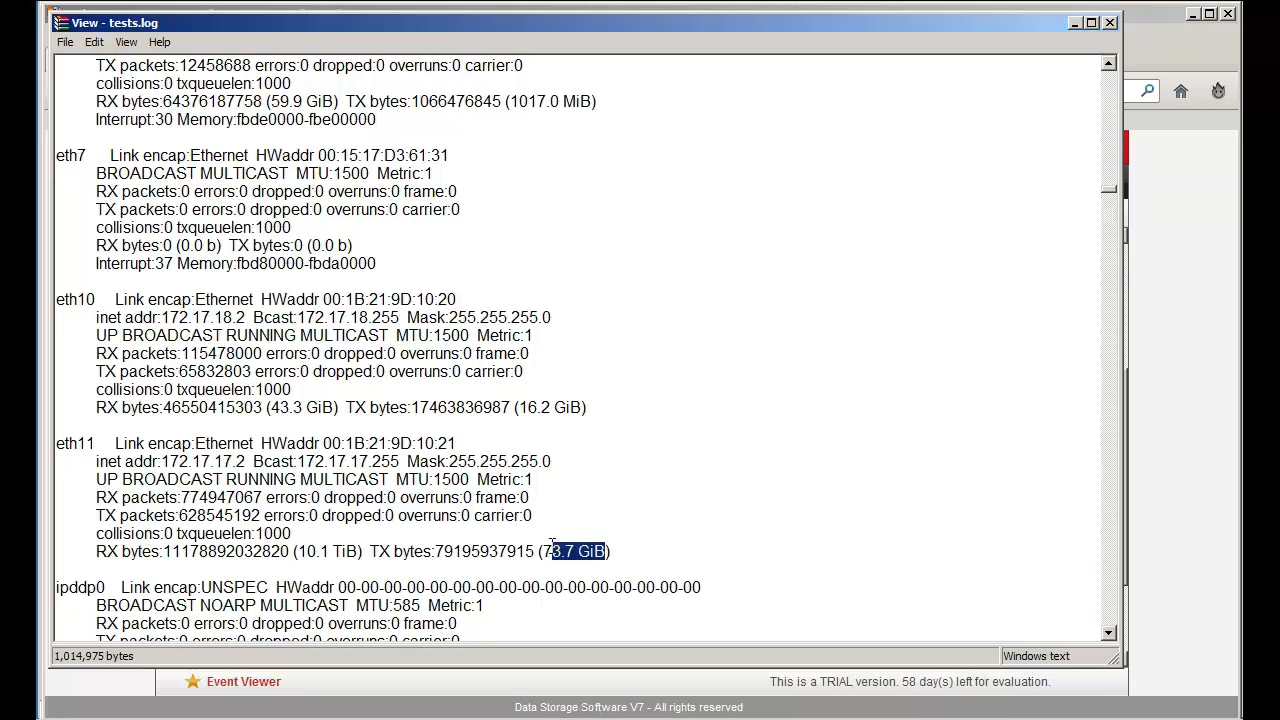 View - tests.log
File Edit View Help
TX packets:12458688 errors:0 dropped:0 overruns:0 carrier:0
collisions:0 txqueuelen:1000
RX bytes:64376187758 (59.9 GiB) TX bytes:1066476845 (1017.0 MiB)
Interrupt:30 Memory:fbde0000-fbe00000
eth7 Link encap:Ethernet HWaddr 00:15:17:D3:61:31
BROADCAST MULTICAST MTU:1500 Metric:1
RX packets:0 errors:0 dropped:0 overruns:0 frame:0
TX packets:0 errors:0 dropped:0 overruns:0 carrier:0
collisions:0 txqueuelen:1000
RX bytes:0 (0.0 b) TX bytes:0 (0.0 b)
Interrupt:37 Memory:fbd80000-fbda0000
eth10 Link encap:Ethernet HWaddr 00:1B:21:9D:10:20
inet addr:172.17.18.2 Bcast:172.17.18.255 Mask:255.255.255.0
UP BROADCAST RUNNING MULTICAST MTU:1500 Metric:1
RX packets:115478000 errors:0 dropped:0 overruns:0 frame:0
TX packets:65832803 errors:0 dropped:0 overruns:0 carrier:0
collisions:0 txqueuelen:1000
RX bytes:46550415303 (43.3 GiB) TX bytes:17463836987 (16.2 GiB)
eth11 Link encap:Ethernet HWaddr 00:1B:21:9D:10:21
inet addr:172.17.17.2 Bcast:172.17.17.255 Mask:255.255.255.0
UP BROADCAST RUNNING MULTICAST MTU:1500 Metric:1
RX packets:774947067 errors:0 dropped:0 overruns:0 frame:0
TX packets:628545192 errors:0 dropped:0 overruns:0 carrier:0
collisions:0 txqueuelen:1000
RX bytes:11178892032820 (10.1 TiB) TX bytes:79195937915 (73.7 GiB)
ipddp0 Link encap:UNSPEC HWaddr 00-00-00-00-00-00-00-00-00-00-00-00-00-00-00-00
BROADCAST NOARP MULTICAST MTU:585 Metric:1
RX packets:0 errors:0 dropped:0 overruns:0 frame:0
TX packets:0 errors:0 dropped:0 overruns:0 carrier:0
1,014,975 bytes Windows text
Event Viewer This is a TRIAL version. 58 day(s) left for evaluation.
Data Storage Software V7 - All rights reserved